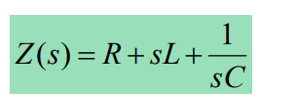 Z(s) = R + sL + 1/sC